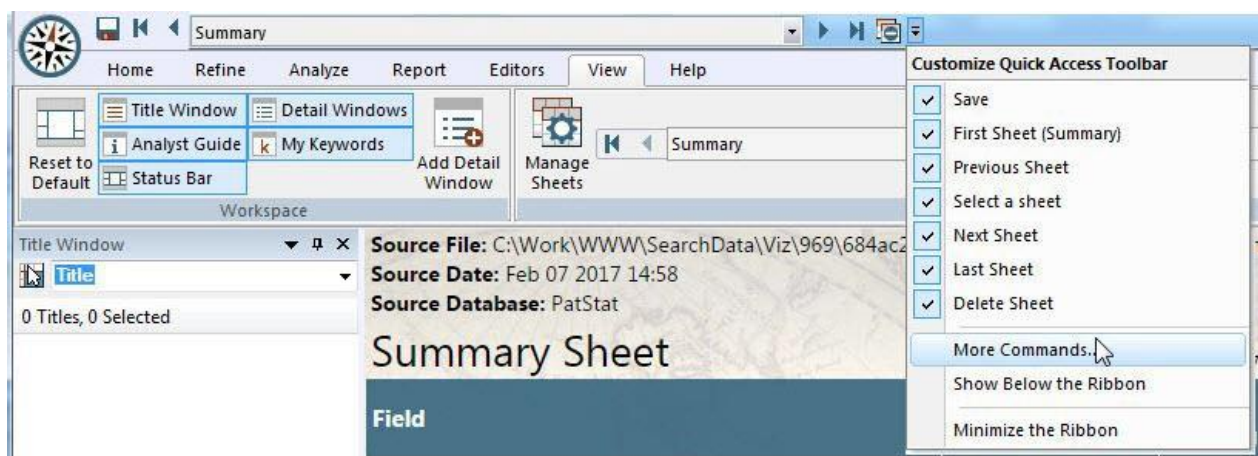 Summary
Home Refine Analyze Report Editors View Help
Title Window Detail Windows
Analyst Guide k My Keywords
Status Bar
Reset to Default
Add Detail Window
Manage Sheets
Summary
Workspace
Title Window
Title
0 Titles, 0 Selected
Source File: C:\Work\WWW\SearchData\Viz\969\684ac2
Source Date: Feb 07 2017 14:58
Source Database: PatStat
Summary Sheet
Field
Customize Quick Access Toolbar
Save
First Sheet (Summary)
Previous Sheet
Select a sheet
Next Sheet
Last Sheet
Delete Sheet
More Commands...
Show Below the Ribbon
Minimize the Ribbon